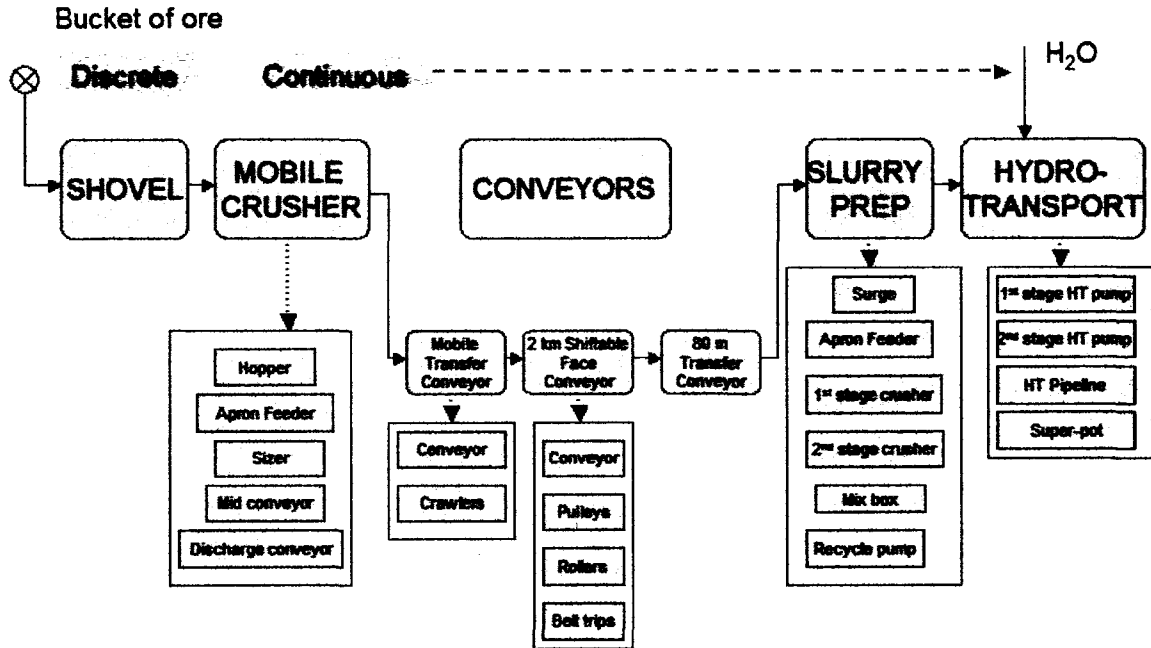 Bucket of ore
Discrete Continuous
H2O
SHOVEL
MOBILE
CRUSHER
CONVEYORS
SLURRY
PREP
HYDRO-
TRANSPORT
Mobile
Transfer
Conveyor
2 km Shiftable
Face
Conveyor
80 m
Transfer
Conveyor
Hopper
Apron Feeder
Sizer
Mid conveyor
Discharge conveyor
Conveyor
Crawlers
Conveyor
Pulleys
Rollers
Belt trips
Surge
Apron Feeder
1st stage crusher
2nd stage crusher
Mix box
Recycle pump
1st stage HT pump
2nd stage HT pump
HT Pipeline
Super-pot